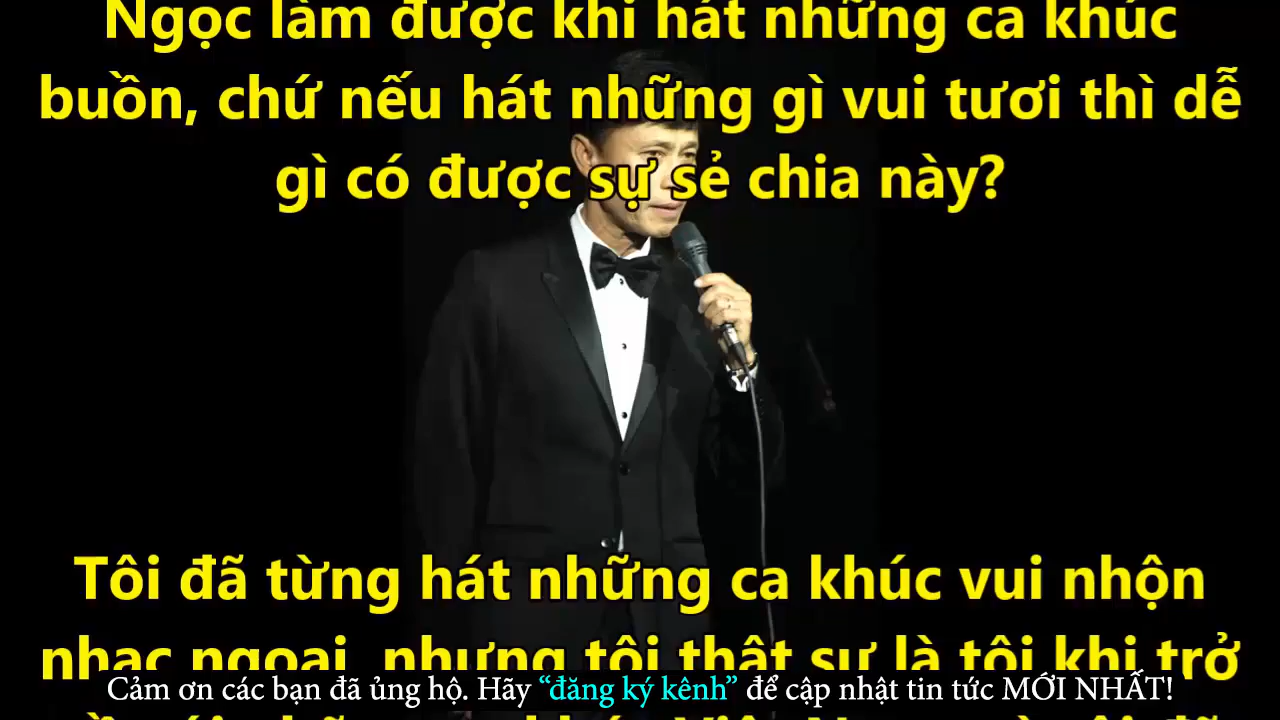 Ngọc làm được khi hát những ca khúc
buồn, chứ nếu hát những gì vui tươi thì dễ
gì có được sự sẻ chia này?
Tôi đã từng hát những ca khúc vui nhộn
nhạc ngoại, nhưng tôi thật sự là tôi khi trở
Cảm ơn các bạn đã ủng hộ. Hãy “đăng ký kênh” để cập nhật tin tức MỚI NHẤT!